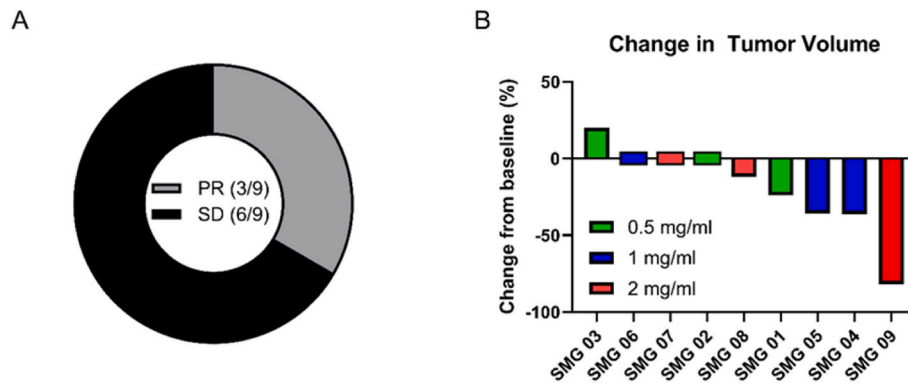 A
PR (3/9)
SD (6/9)
B
Change in Tumor Volume
Change from baseline (%)
50
0
-50
-100
0.5 mg/ml
1 mg/ml
2 mg/ml
SMG 03
SMG 06
SMG 07
SMG 02
SMG 08
SMG 01
SMG 05
SMG 04
SMG 09